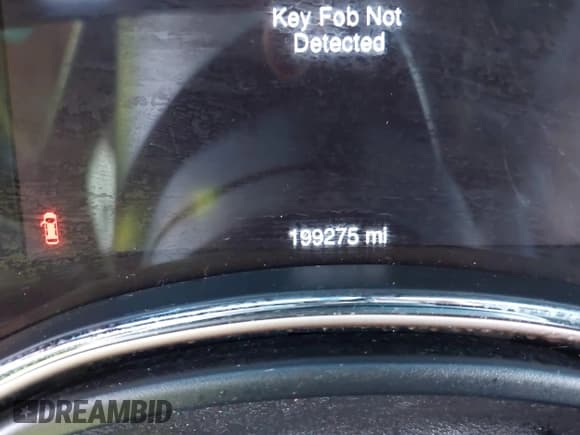 Key Fob Not
Detected
199275 mi
DREAMBID